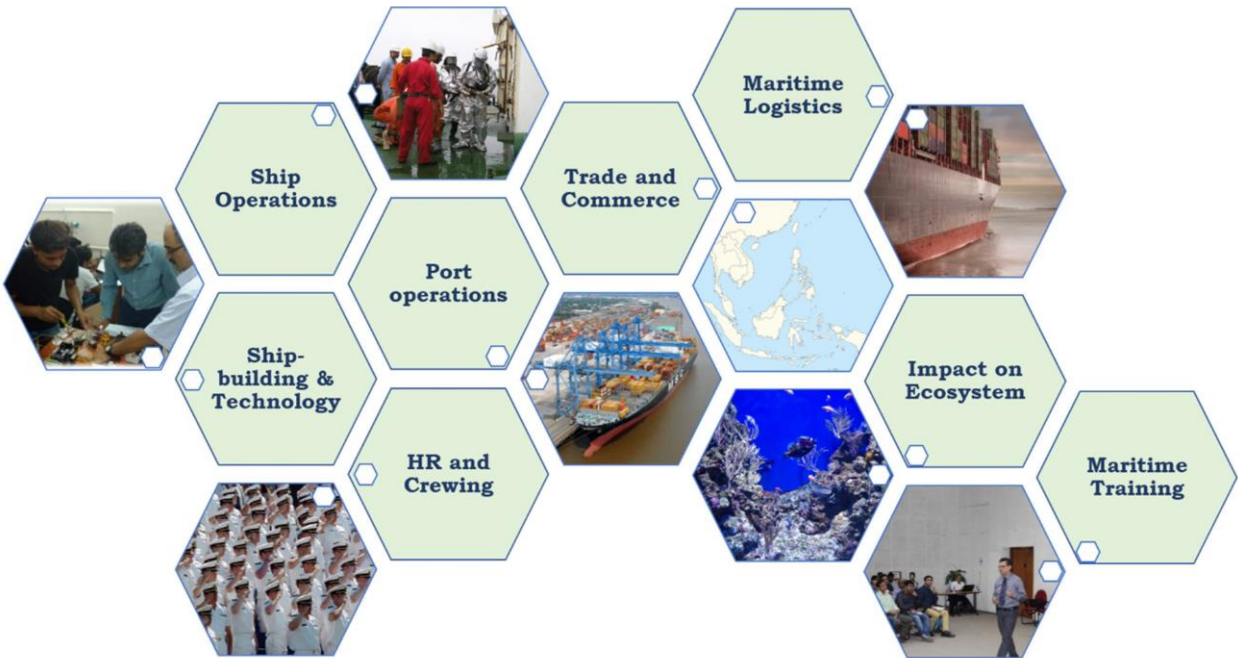 Maritime
Logistics
Ship
Operations
Trade and
Commerce
Port
operations
Ship-
building &
Technology
Impact on
Ecosystem
HR and
Crewing
Maritime
Training